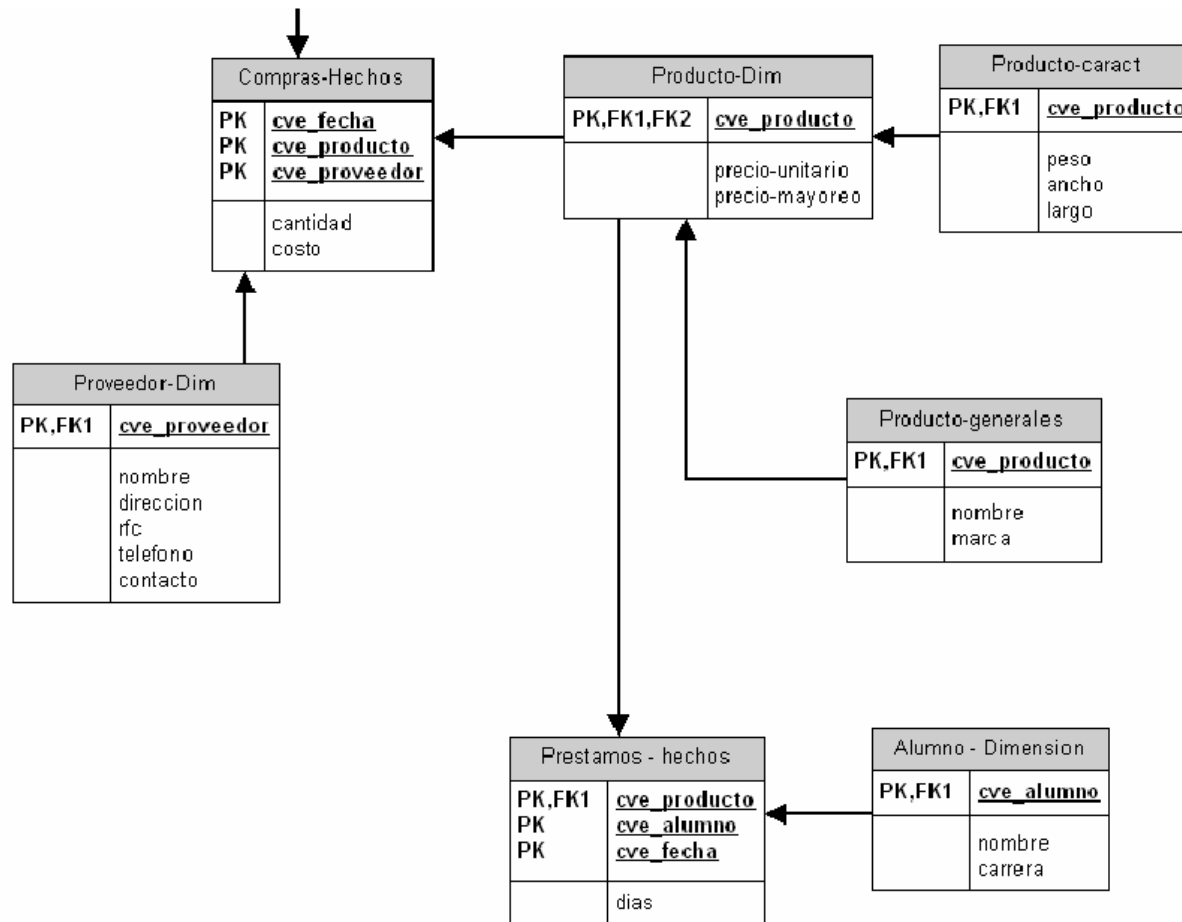 Compras-Hechos
PK cve_fecha
PK cve_producto
PK cve_proveedor
cantidad
costo
Producto-Dim
PK,FK1,FK2 cve_producto
precio-unitario
precio-mayoreo
Producto-caract
PK,FK1 cve_producto
peso
ancho
largo
Proveedor-Dim
PK,FK1 cve_proveedor
nombre
direccion
rfc
telefono
contacto
Producto-generales
PK,FK1 cve_producto
nombre
marca
Prestamos - hechos
PK,FK1 cve_producto
PK cve_alumno
PK cve_fecha
dias
Alumno - Dimension
PK,FK1 cve_alumno
nombre
carrera